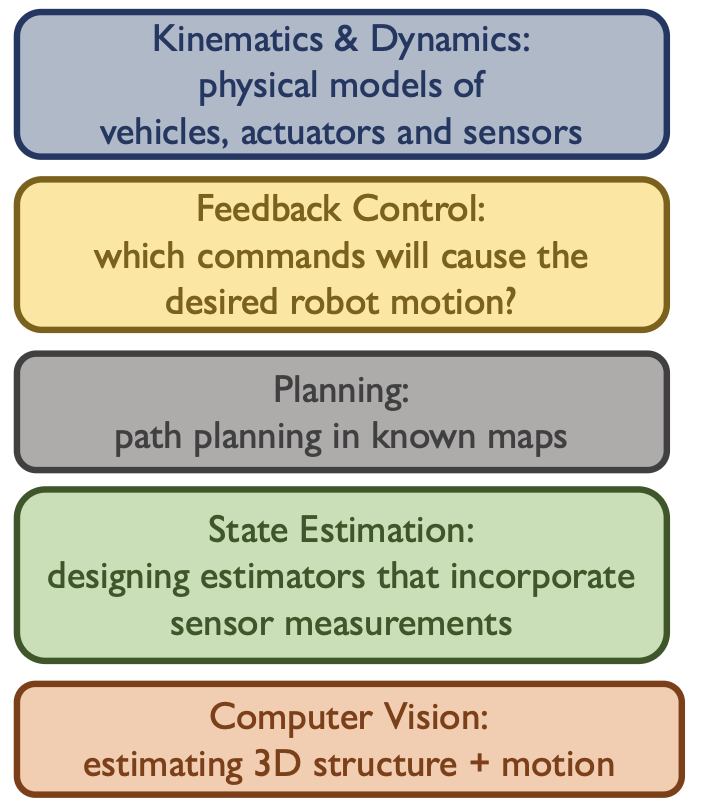 Kinematics & Dynamics:
physical models of
vehicles, actuators and sensors
Feedback Control:
which commands will cause the
desired robot motion?
Planning:
path planning in known maps
State Estimation:
designing estimators that incorporate
sensor measurements
Computer Vision:
estimating 3D structure + motion